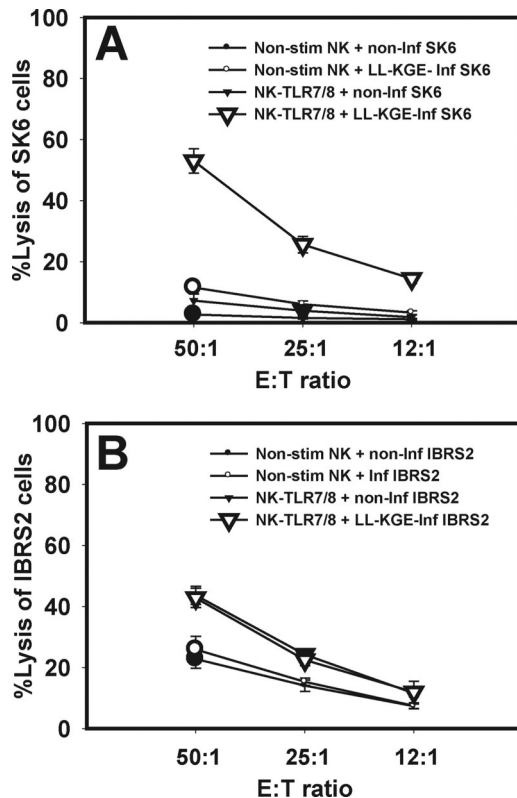 A
Non-stim NK + non-Inf SK6
Non-stim NK + LL-KGE- Inf SK6
NK-TLR7/8 + non-Inf SK6
NK-TLR7/8 + LL-KGE-Inf SK6
100
80
60
40
20
0
%Lysis of SK6 cells
50:1 25:1 12:1
E:T ratio
B
Non-stim NK + non-Inf IBRS2
Non-stim NK + Inf IBRS2
NK-TLR7/8 + non-Inf IBRS2
NK-TLR7/8 + LL-KGE-Inf IBRS2
100
80
60
40
20
0
%Lysis of IBRS2 cells
50:1 25:1 12:1
E:T ratio